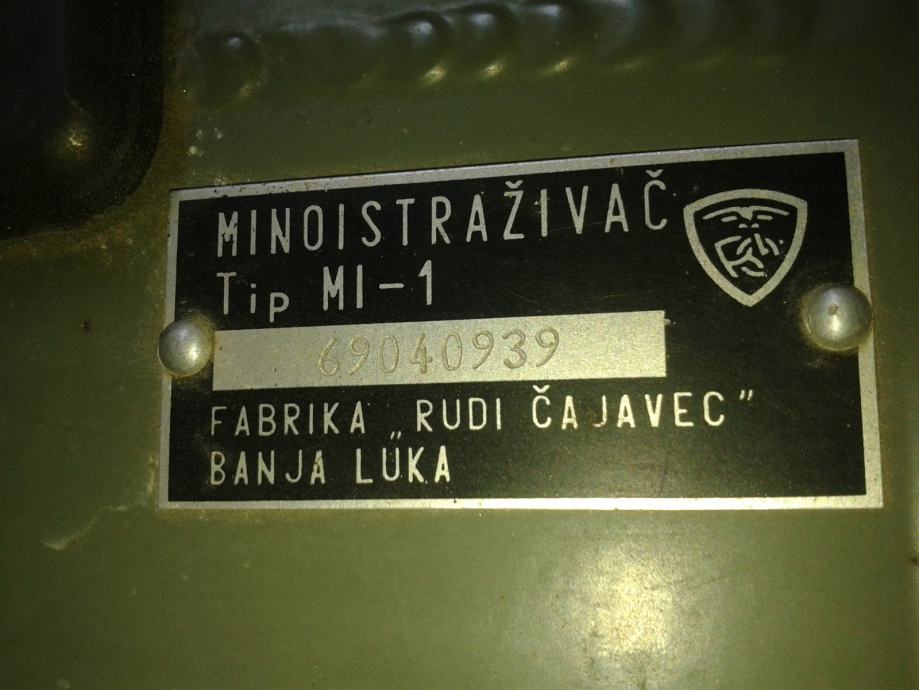 MINOISTRAŽIVAČ
Tip MI-1
69040939
FABRIKA „RUDI ČAJAVEC"
BANJA LUKA